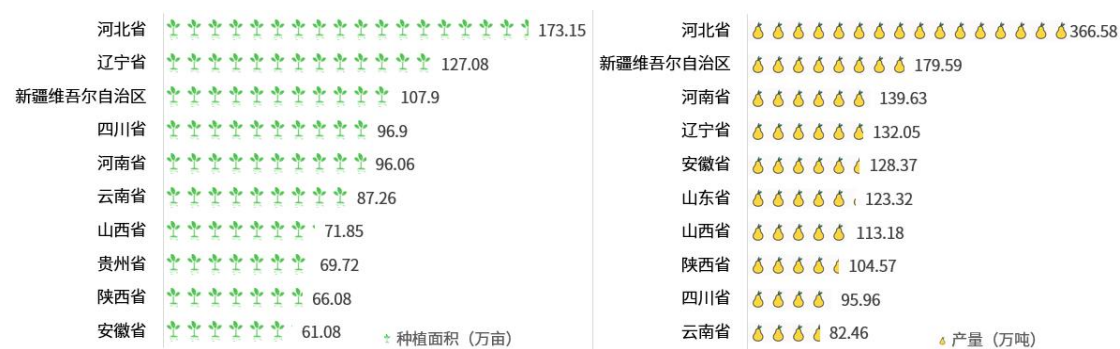 河北省 173.15
辽宁省 127.08
新疆维吾尔自治区 107.9
四川省 96.9
河南省 96.06
云南省 87.26
山西省 71.85
贵州省 69.72
陕西省 66.08
安徽省 61.08
种植面积（万亩）
河北省 366.58
新疆维吾尔自治区 179.59
河南省 139.63
辽宁省 132.05
安徽省 128.37
山东省 123.32
山西省 113.18
陕西省 104.57
四川省 95.96
云南省 82.46
产量（万吨）